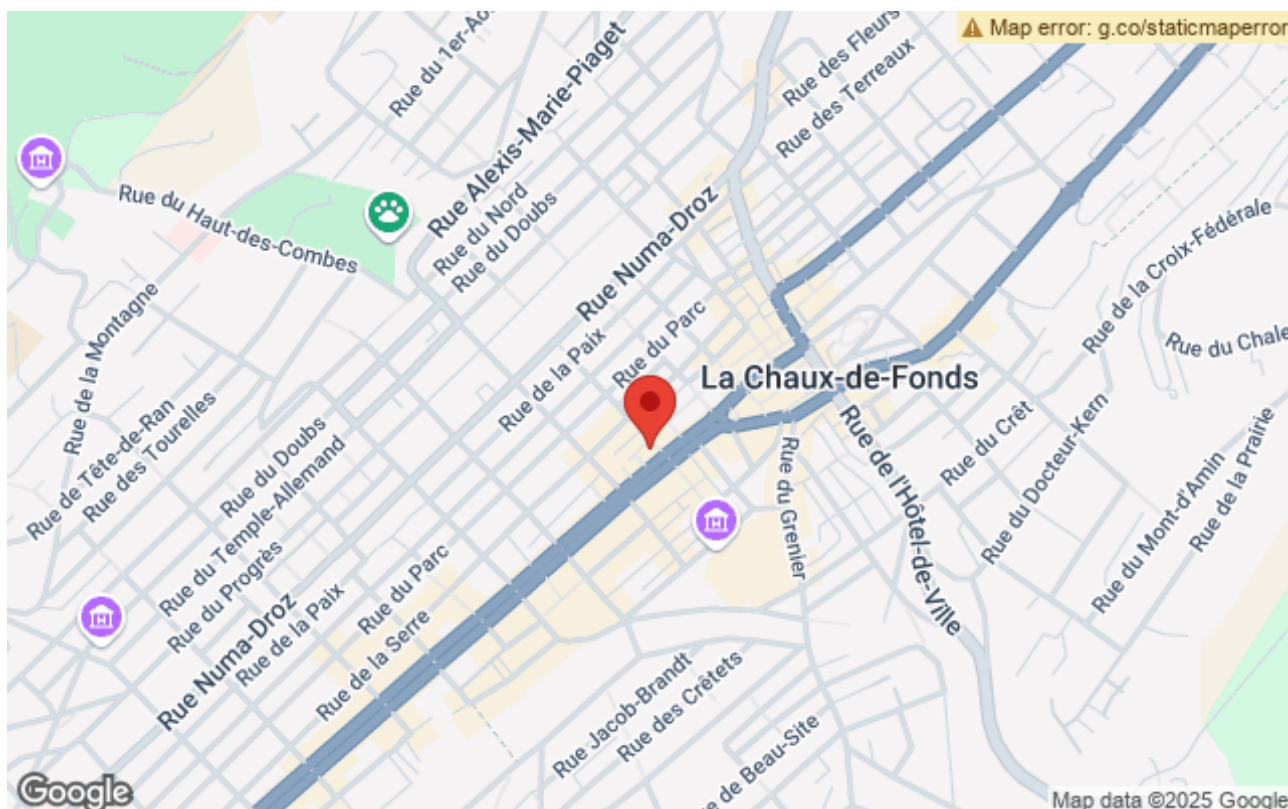 Map error: g.co/staticmaperror
Rue du 1er-Ao
Rue Alexis-Marie-Piaget
Rue des Fleurs
Rue des Terreaux
Rue du Haut-des-Combes
Rue du Nord
Rue du Doubs
Rue Numa-Droz
Rue de la Croix-Fédérale
Rue du Chale
Rue de la Montagne
Rue du Parc
Rue de la Paix
La Chaux-de-Fonds
Rue de Tête-de-Ran
Rue des Tourelles
Rue du Doubs
Rue du Temple-Allemand
Rue du Progrès
Rue Numa-Droz
Rue de la Paix
Rue du Parc
Rue de la Serre
Rue du Grenier
Rue de l'Hôtel-de-Ville
Rue du Crêt
Rue du Docteur-Kern
Rue du Mont-d'Amin
Rue de la Prairie
Rue Jacob-Brandt
Rue des Crêtets
ue de Beau-Site
Google
Map data ©2025 Google